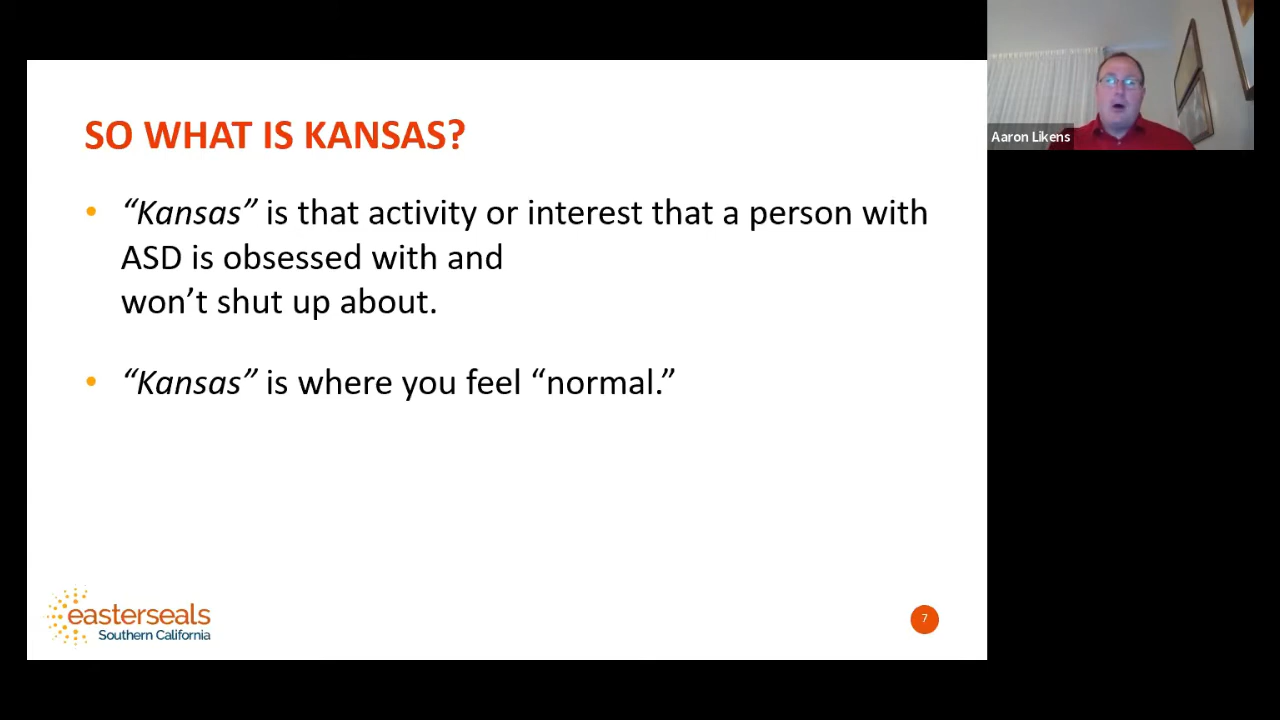 SO WHAT IS KANSAS?
• “Kansas” is that activity or interest that a person with
ASD is obsessed with and
won’t shut up about.
• “Kansas” is where you feel “normal.”
easterseals
Southern California
7
Aaron Likens